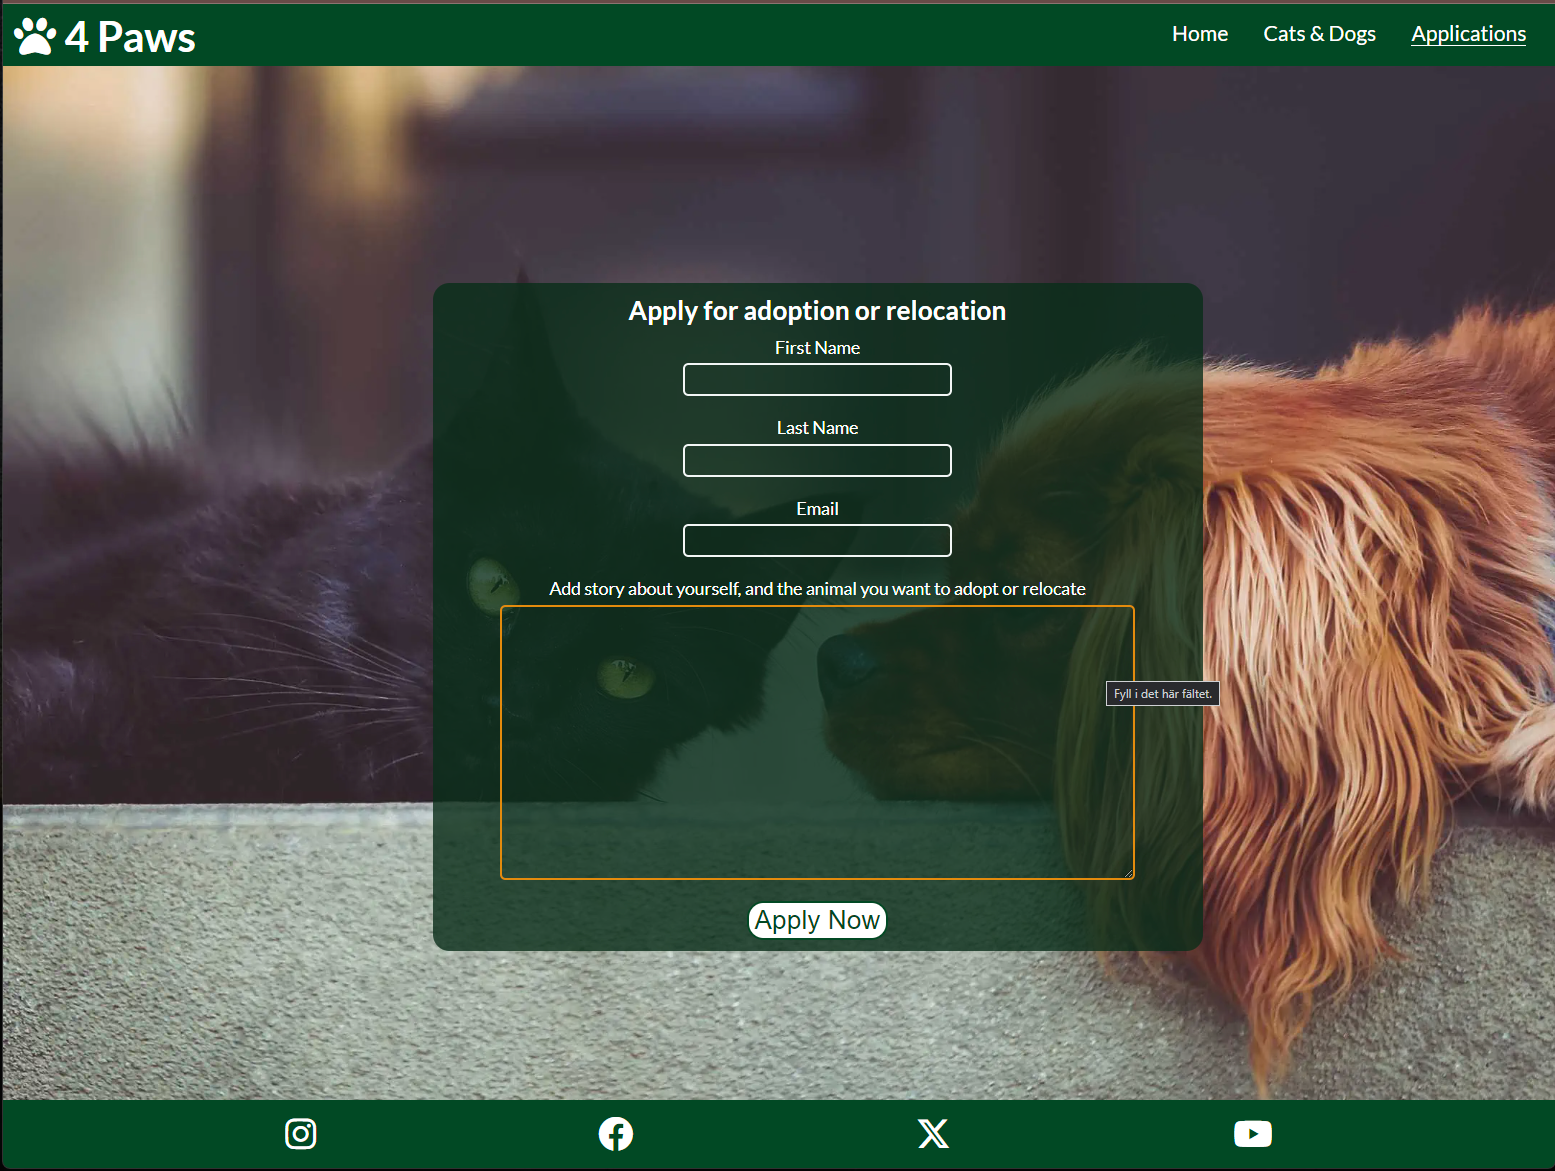 4 Paws
Home Cats & Dogs Applications
Apply for adoption or relocation
First Name
Last Name
Email
Add story about yourself, and the animal you want to adopt or relocate
Fyll i det här fältet.
Apply Now